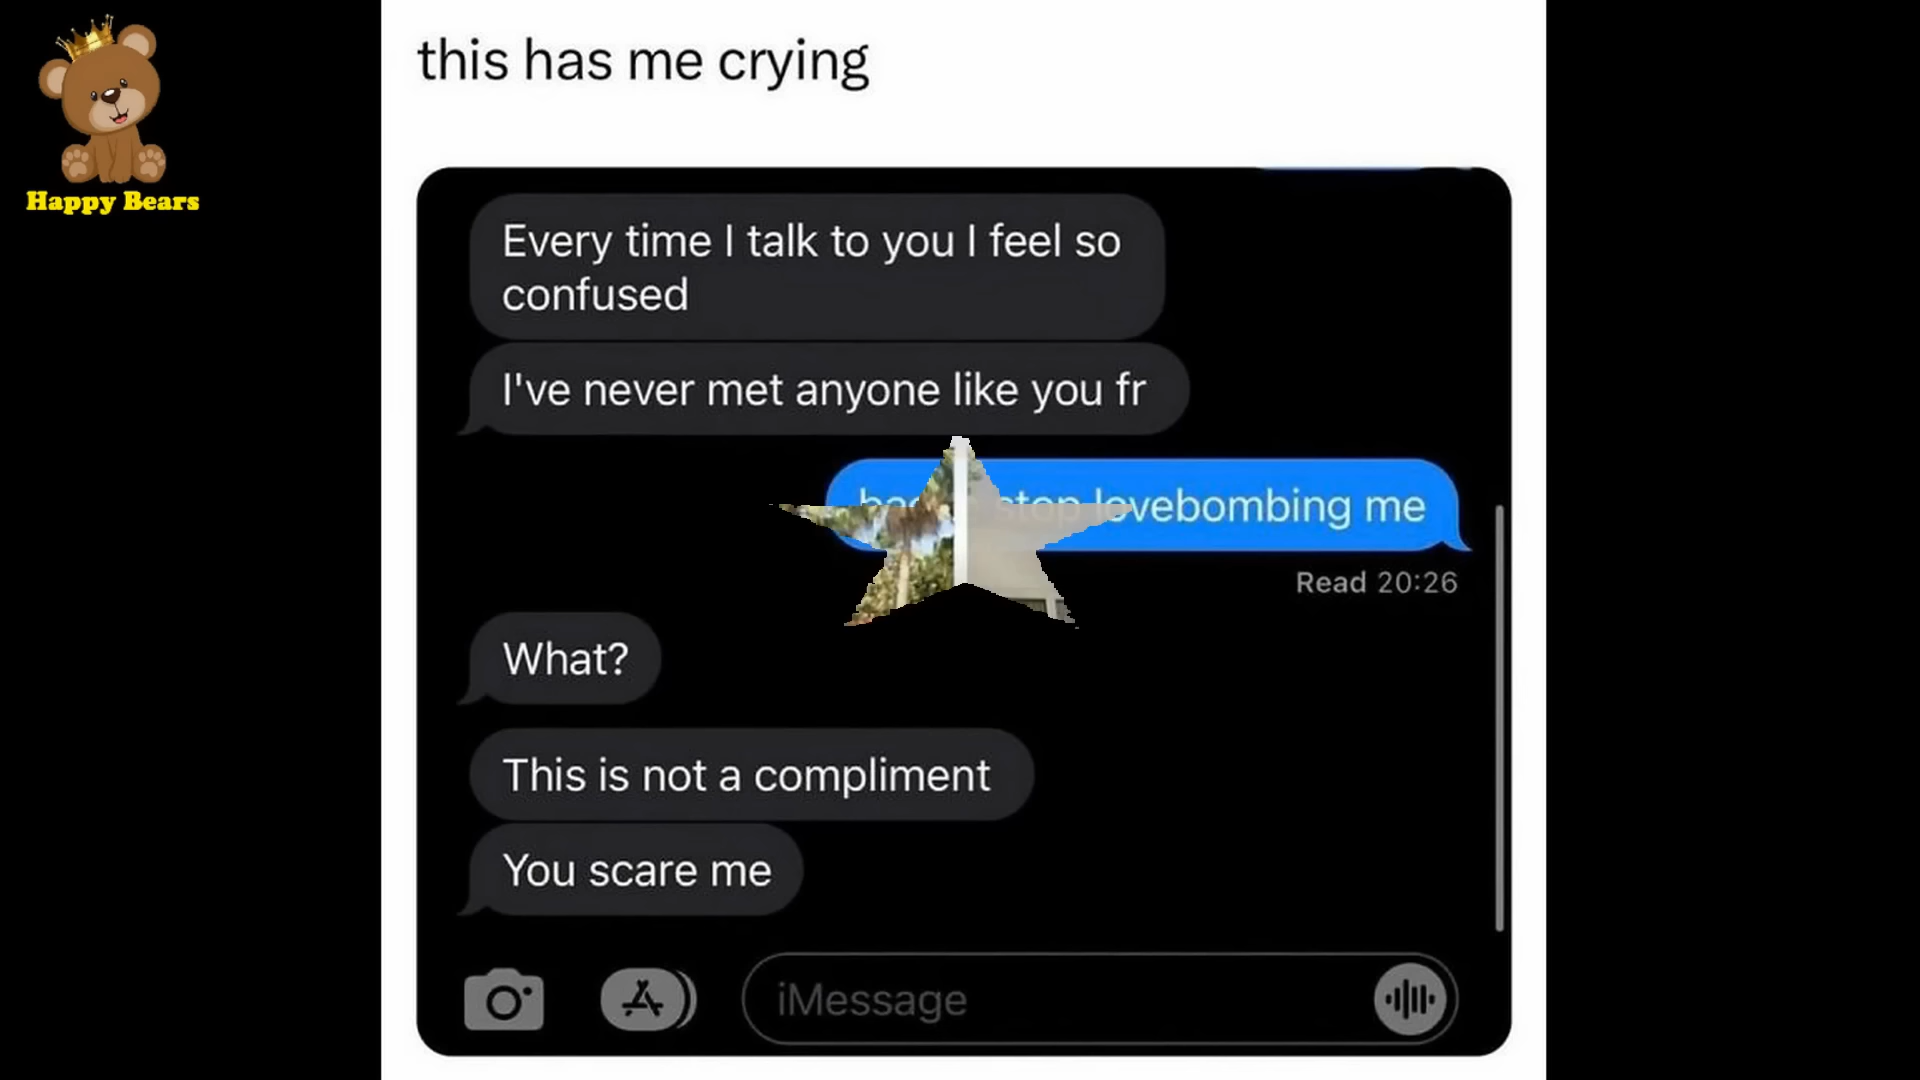 Happy Bears
this has me crying
Every time I talk to you I feel so
confused
I've never met anyone like you fr
stop lovebombing me
Read 20:26
What?
This is not a compliment
You scare me
iMessage